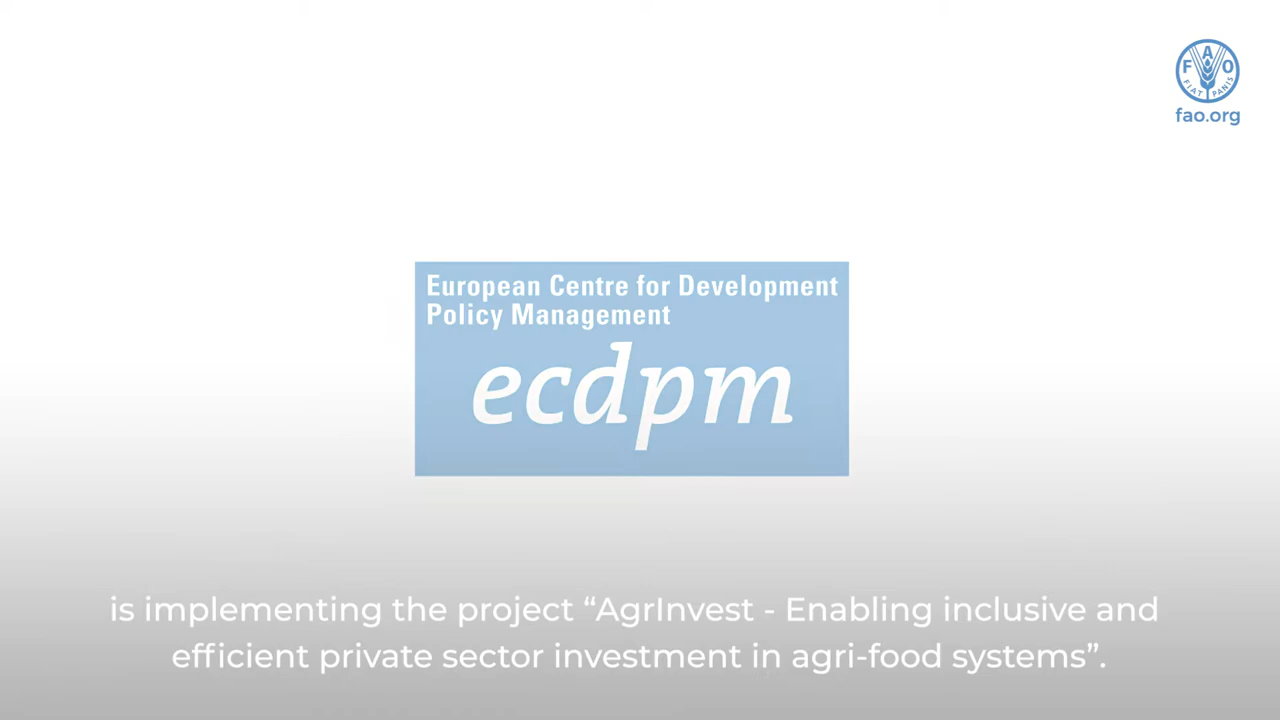 FAO
FIAT PANIS
fao.org
European Centre for Development
Policy Management
ecdpm
is implementing the project “AgrInvest - Enabling inclusive and
efficient private sector investment in agri-food systems”.